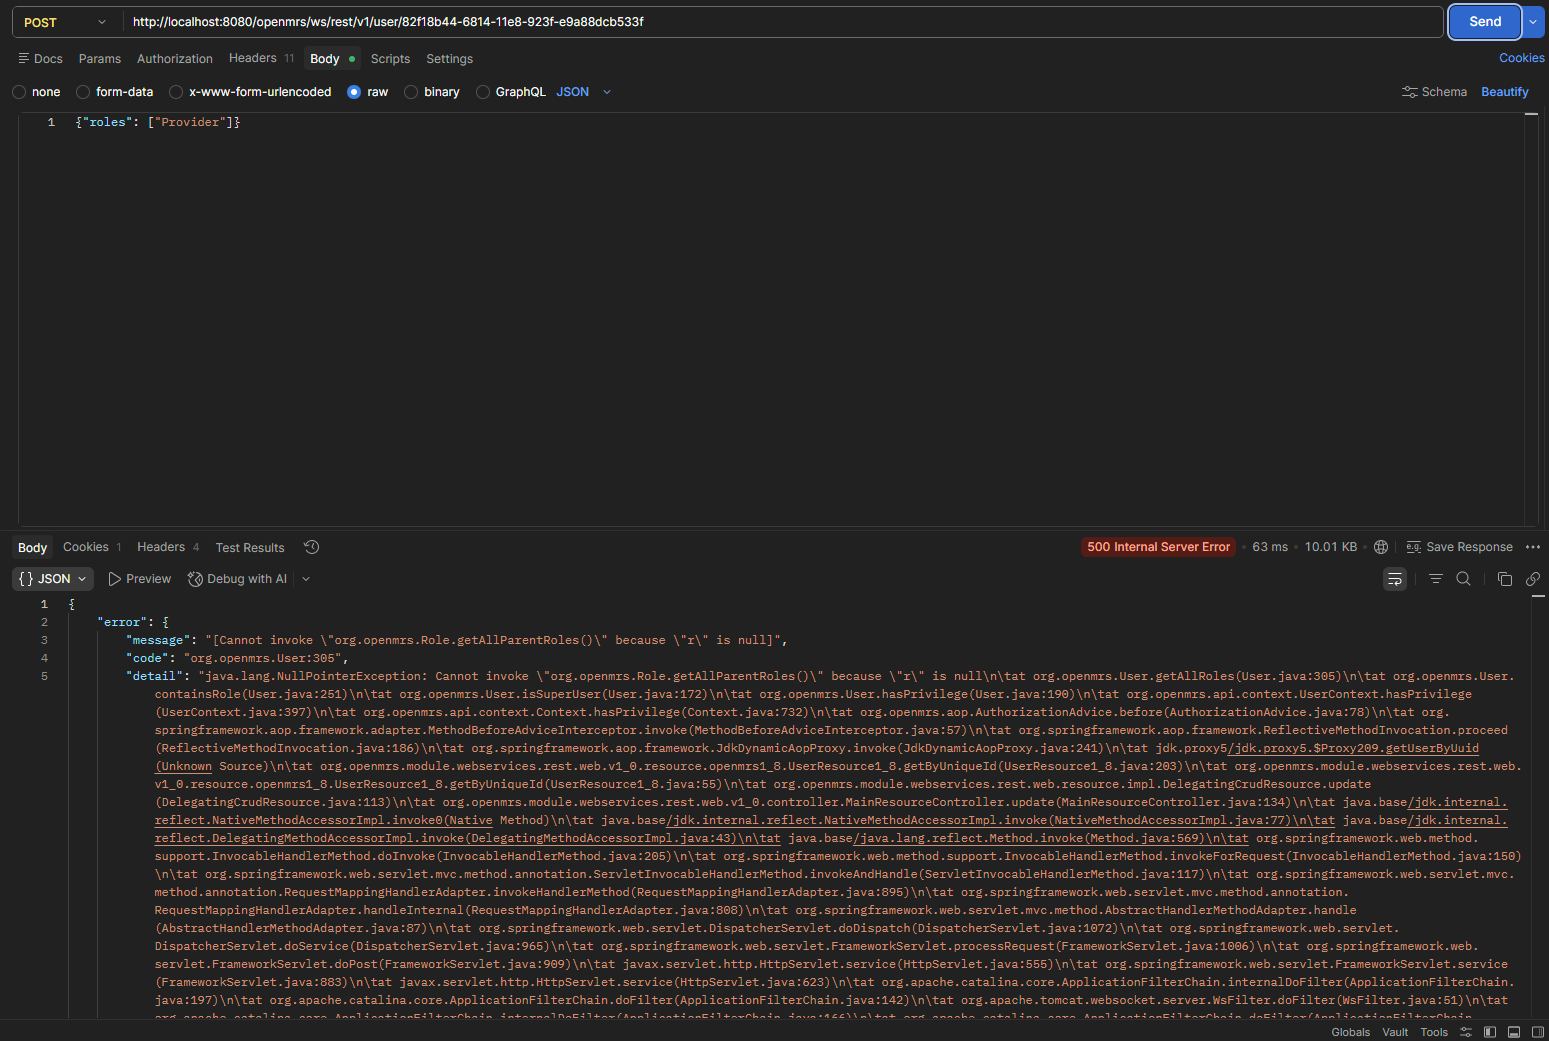 POST http://localhost:8080/openmrs/ws/rest/v1/user/82f18b44-6814-11e8-923f-e9a88dcb533f Send
Docs Params Authorization Headers 11 Body Scripts Settings Cookies
none form-data x-www-form-urlencoded raw binary GraphQL JSON Schema Beautify
1 {"roles": ["Provider"]}
Body Cookies 1 Headers 4 Test Results 500 Internal Server Error • 63 ms • 10.01 KB • e.g. Save Response
{} JSON Preview Debug with AI
1 {
2 "error": {
3 "message": "[Cannot invoke \"org.openmrs.Role.getAllParentRoles()\" because \"r\" is null]",
4 "code": "org.openmrs.User:305",
5 "detail": "java.lang.NullPointerException: Cannot invoke \"org.openmrs.Role.getAllParentRoles()\" because \"r\" is null\n\tat org.openmrs.User.getAllRoles(User.java:305)\n\tat org.openmrs.User.
containsRole(User.java:251)\n\tat org.openmrs.User.isSuperUser(User.java:172)\n\tat org.openmrs.User.hasPrivilege(User.java:190)\n\tat org.openmrs.api.context.UserContext.hasPrivilege
(UserContext.java:397)\n\tat org.openmrs.api.context.Context.hasPrivilege(Context.java:732)\n\tat org.openmrs.aop.AuthorizationAdvice.before(AuthorizationAdvice.java:78)\n\tat org.
springframework.aop.framework.adapter.MethodBeforeAdviceInterceptor.invoke(MethodBeforeAdviceInterceptor.java:57)\n\tat org.springframework.aop.framework.ReflectiveMethodInvocation.proceed
(ReflectiveMethodInvocation.java:186)\n\tat org.springframework.aop.framework.JdkDynamicAopProxy.invoke(JdkDynamicAopProxy.java:241)\n\tat jdk.proxy5/jdk.proxy5.$Proxy209.getUserByUuid
(Unknown Source)\n\tat org.openmrs.module.webservices.rest.web.v1_0.resource.openmrs1_8.UserResource1_8.getByUniqueId(UserResource1_8.java:203)\n\tat org.openmrs.module.webservices.rest.web.
v1_0.resource.openmrs1_8.UserResource1_8.getByUniqueId(UserResource1_8.java:55)\n\tat org.openmrs.module.webservices.rest.web.resource.impl.DelegatingCrudResource.update
(DelegatingCrudResource.java:113)\n\tat org.openmrs.module.webservices.rest.web.v1_0.controller.MainResourceController.update(MainResourceController.java:134)\n\tat java.base/jdk.internal.
reflect.NativeMethodAccessorImpl.invoke0(Native Method)\n\tat java.base/jdk.internal.reflect.NativeMethodAccessorImpl.invoke(NativeMethodAccessorImpl.java:77)\n\tat java.base/jdk.internal.
reflect.DelegatingMethodAccessorImpl.invoke(DelegatingMethodAccessorImpl.java:43)\n\tat java.base/java.lang.reflect.Method.invoke(Method.java:569)\n\tat org.springframework.web.method.
support.InvocableHandlerMethod.doInvoke(InvocableHandlerMethod.java:205)\n\tat org.springframework.web.method.support.InvocableHandlerMethod.invokeForRequest(InvocableHandlerMethod.java:150)
\n\tat org.springframework.web.servlet.mvc.method.annotation.ServletInvocableHandlerMethod.invokeAndHandle(ServletInvocableHandlerMethod.java:117)\n\tat org.springframework.web.servlet.mvc.
method.annotation.RequestMappingHandlerAdapter.invokeHandlerMethod(RequestMappingHandlerAdapter.java:895)\n\tat org.springframework.web.servlet.mvc.method.annotation.
RequestMappingHandlerAdapter.handleInternal(RequestMappingHandlerAdapter.java:808)\n\tat org.springframework.web.servlet.mvc.method.AbstractHandlerMethodAdapter.handle
(AbstractHandlerMethodAdapter.java:87)\n\tat org.springframework.web.servlet.DispatcherServlet.doDispatch(DispatcherServlet.java:1072)\n\tat org.springframework.web.servlet.
DispatcherServlet.doService(DispatcherServlet.java:965)\n\tat org.springframework.web.servlet.FrameworkServlet.processRequest(FrameworkServlet.java:1006)\n\tat org.springframework.web.
servlet.FrameworkServlet.doPost(FrameworkServlet.java:909)\n\tat javax.servlet.http.HttpServlet.service(HttpServlet.java:555)\n\tat org.springframework.web.servlet.FrameworkServlet.service
(FrameworkServlet.java:883)\n\tat javax.servlet.http.HttpServlet.service(HttpServlet.java:623)\n\tat org.apache.catalina.core.ApplicationFilterChain.internalDoFilter(ApplicationFilterChain.
java:197)\n\tat org.apache.catalina.core.ApplicationFilterChain.doFilter(ApplicationFilterChain.java:142)\n\tat org.apache.tomcat.websocket.server.WsFilter.doFilter(WsFilter.java:51)\n\tat
org.apache.catalina.core.ApplicationFilterChain.internalDoFilter(ApplicationFilterChain.java:166)\n\tat org.apache.catalina.core.ApplicationFilterChain.doFilter(ApplicationFilterChain.
Globals Vault Tools